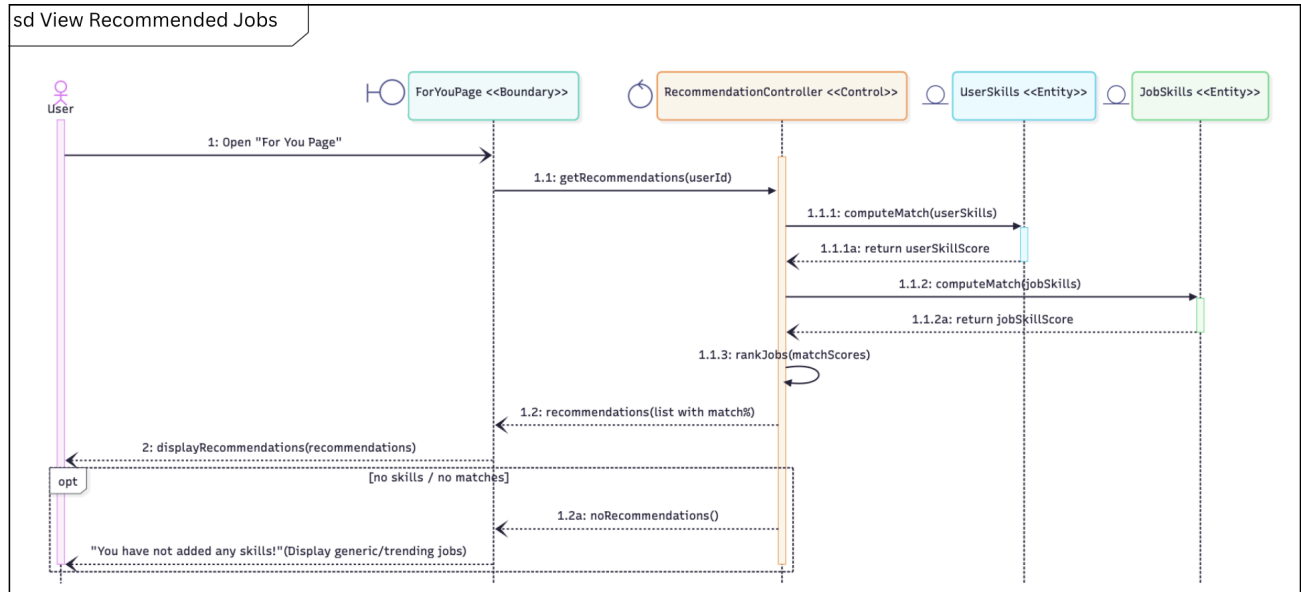 sd View Recommended Jobs
User
ForYouPage <<Boundary>>
RecommendationController <<Control>>
UserSkills <<Entity>>
JobSkills <<Entity>>
1: Open "For You Page"
1.1: getRecommendations(userId)
1.1.1: computeMatch(userSkills)
1.1.1a: return userSkillScore
1.1.2: computeMatch(jobSkills)
1.1.2a: return jobSkillScore
1.1.3: rankJobs(matchScores)
1.2: recommendations(list with match%)
2: displayRecommendations(recommendations)
opt
[no skills / no matches]
1.2a: noRecommendations()
"You have not added any skills!"(Display generic/trending jobs)